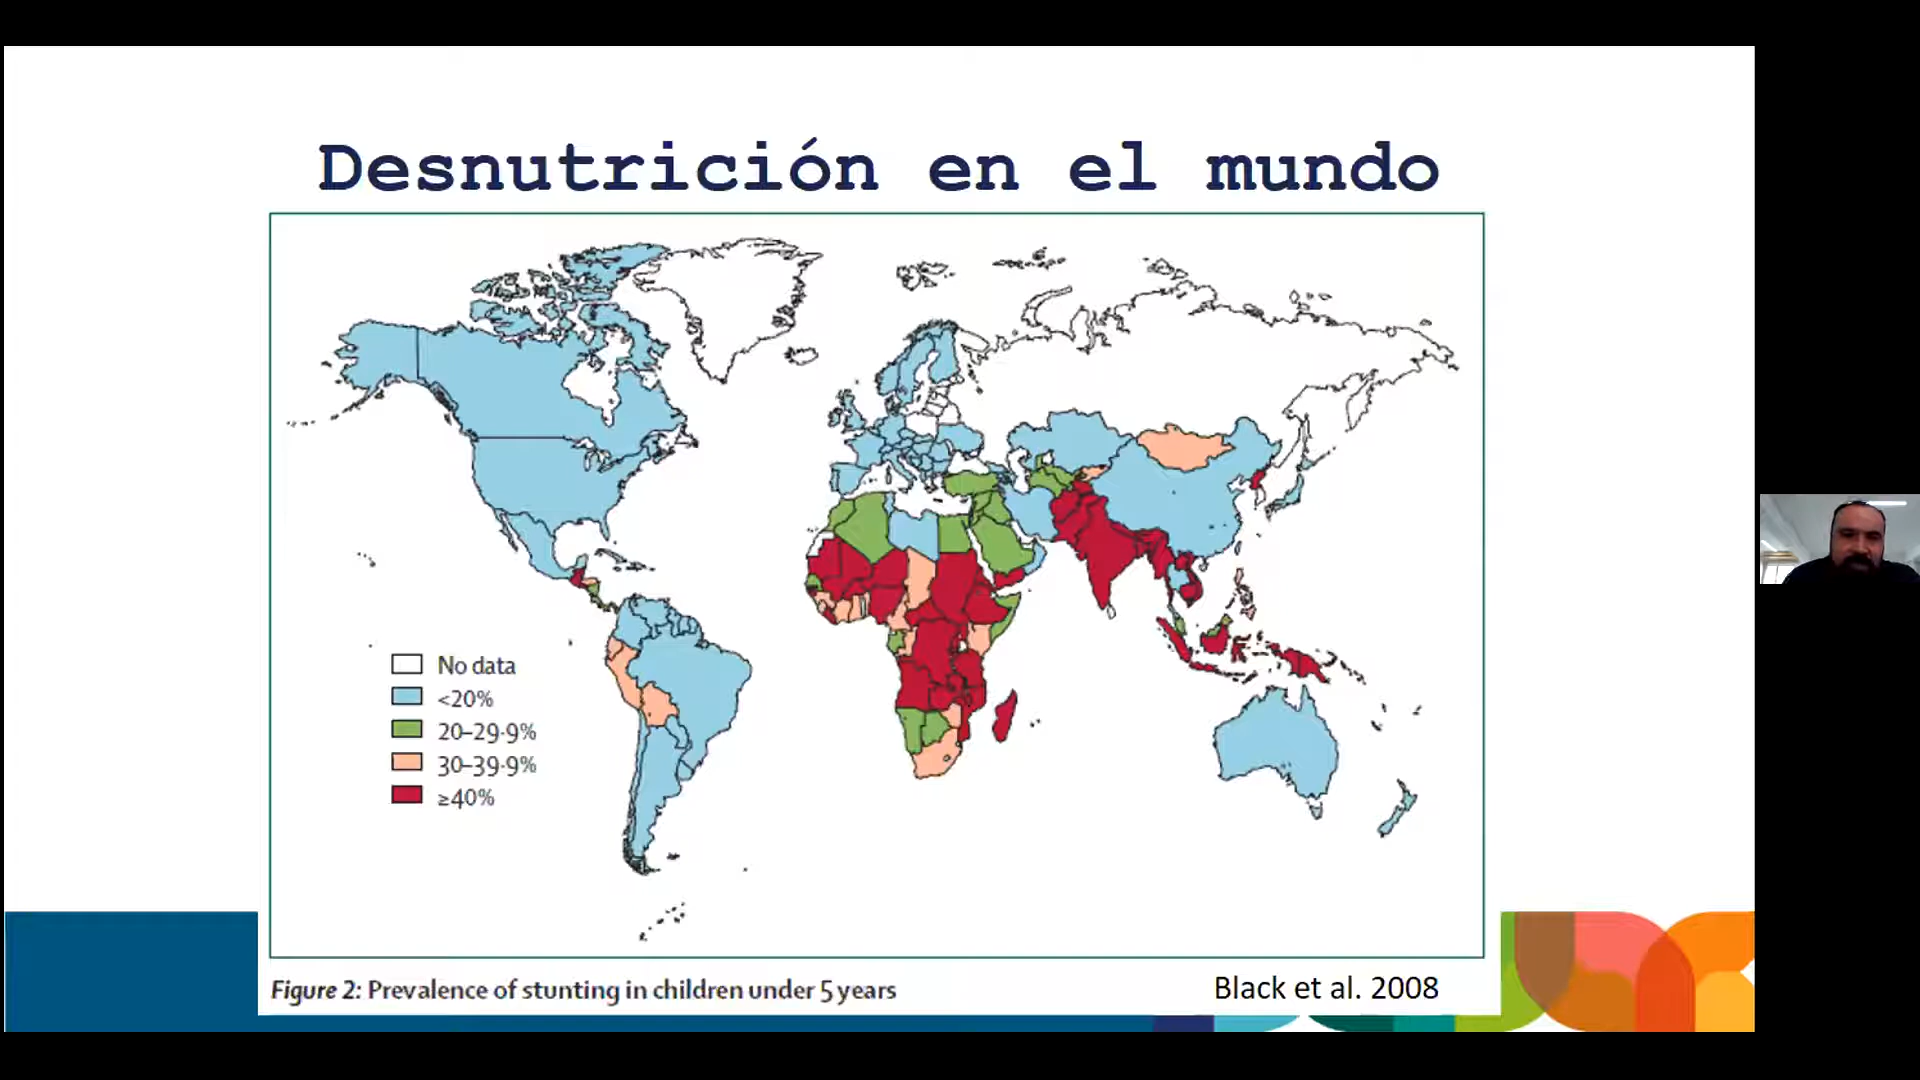 Desnutrición en el mundo
No data
<20%
20–29·9%
30–39·9%
≥40%
Figure 2: Prevalence of stunting in children under 5 years
Black et al. 2008